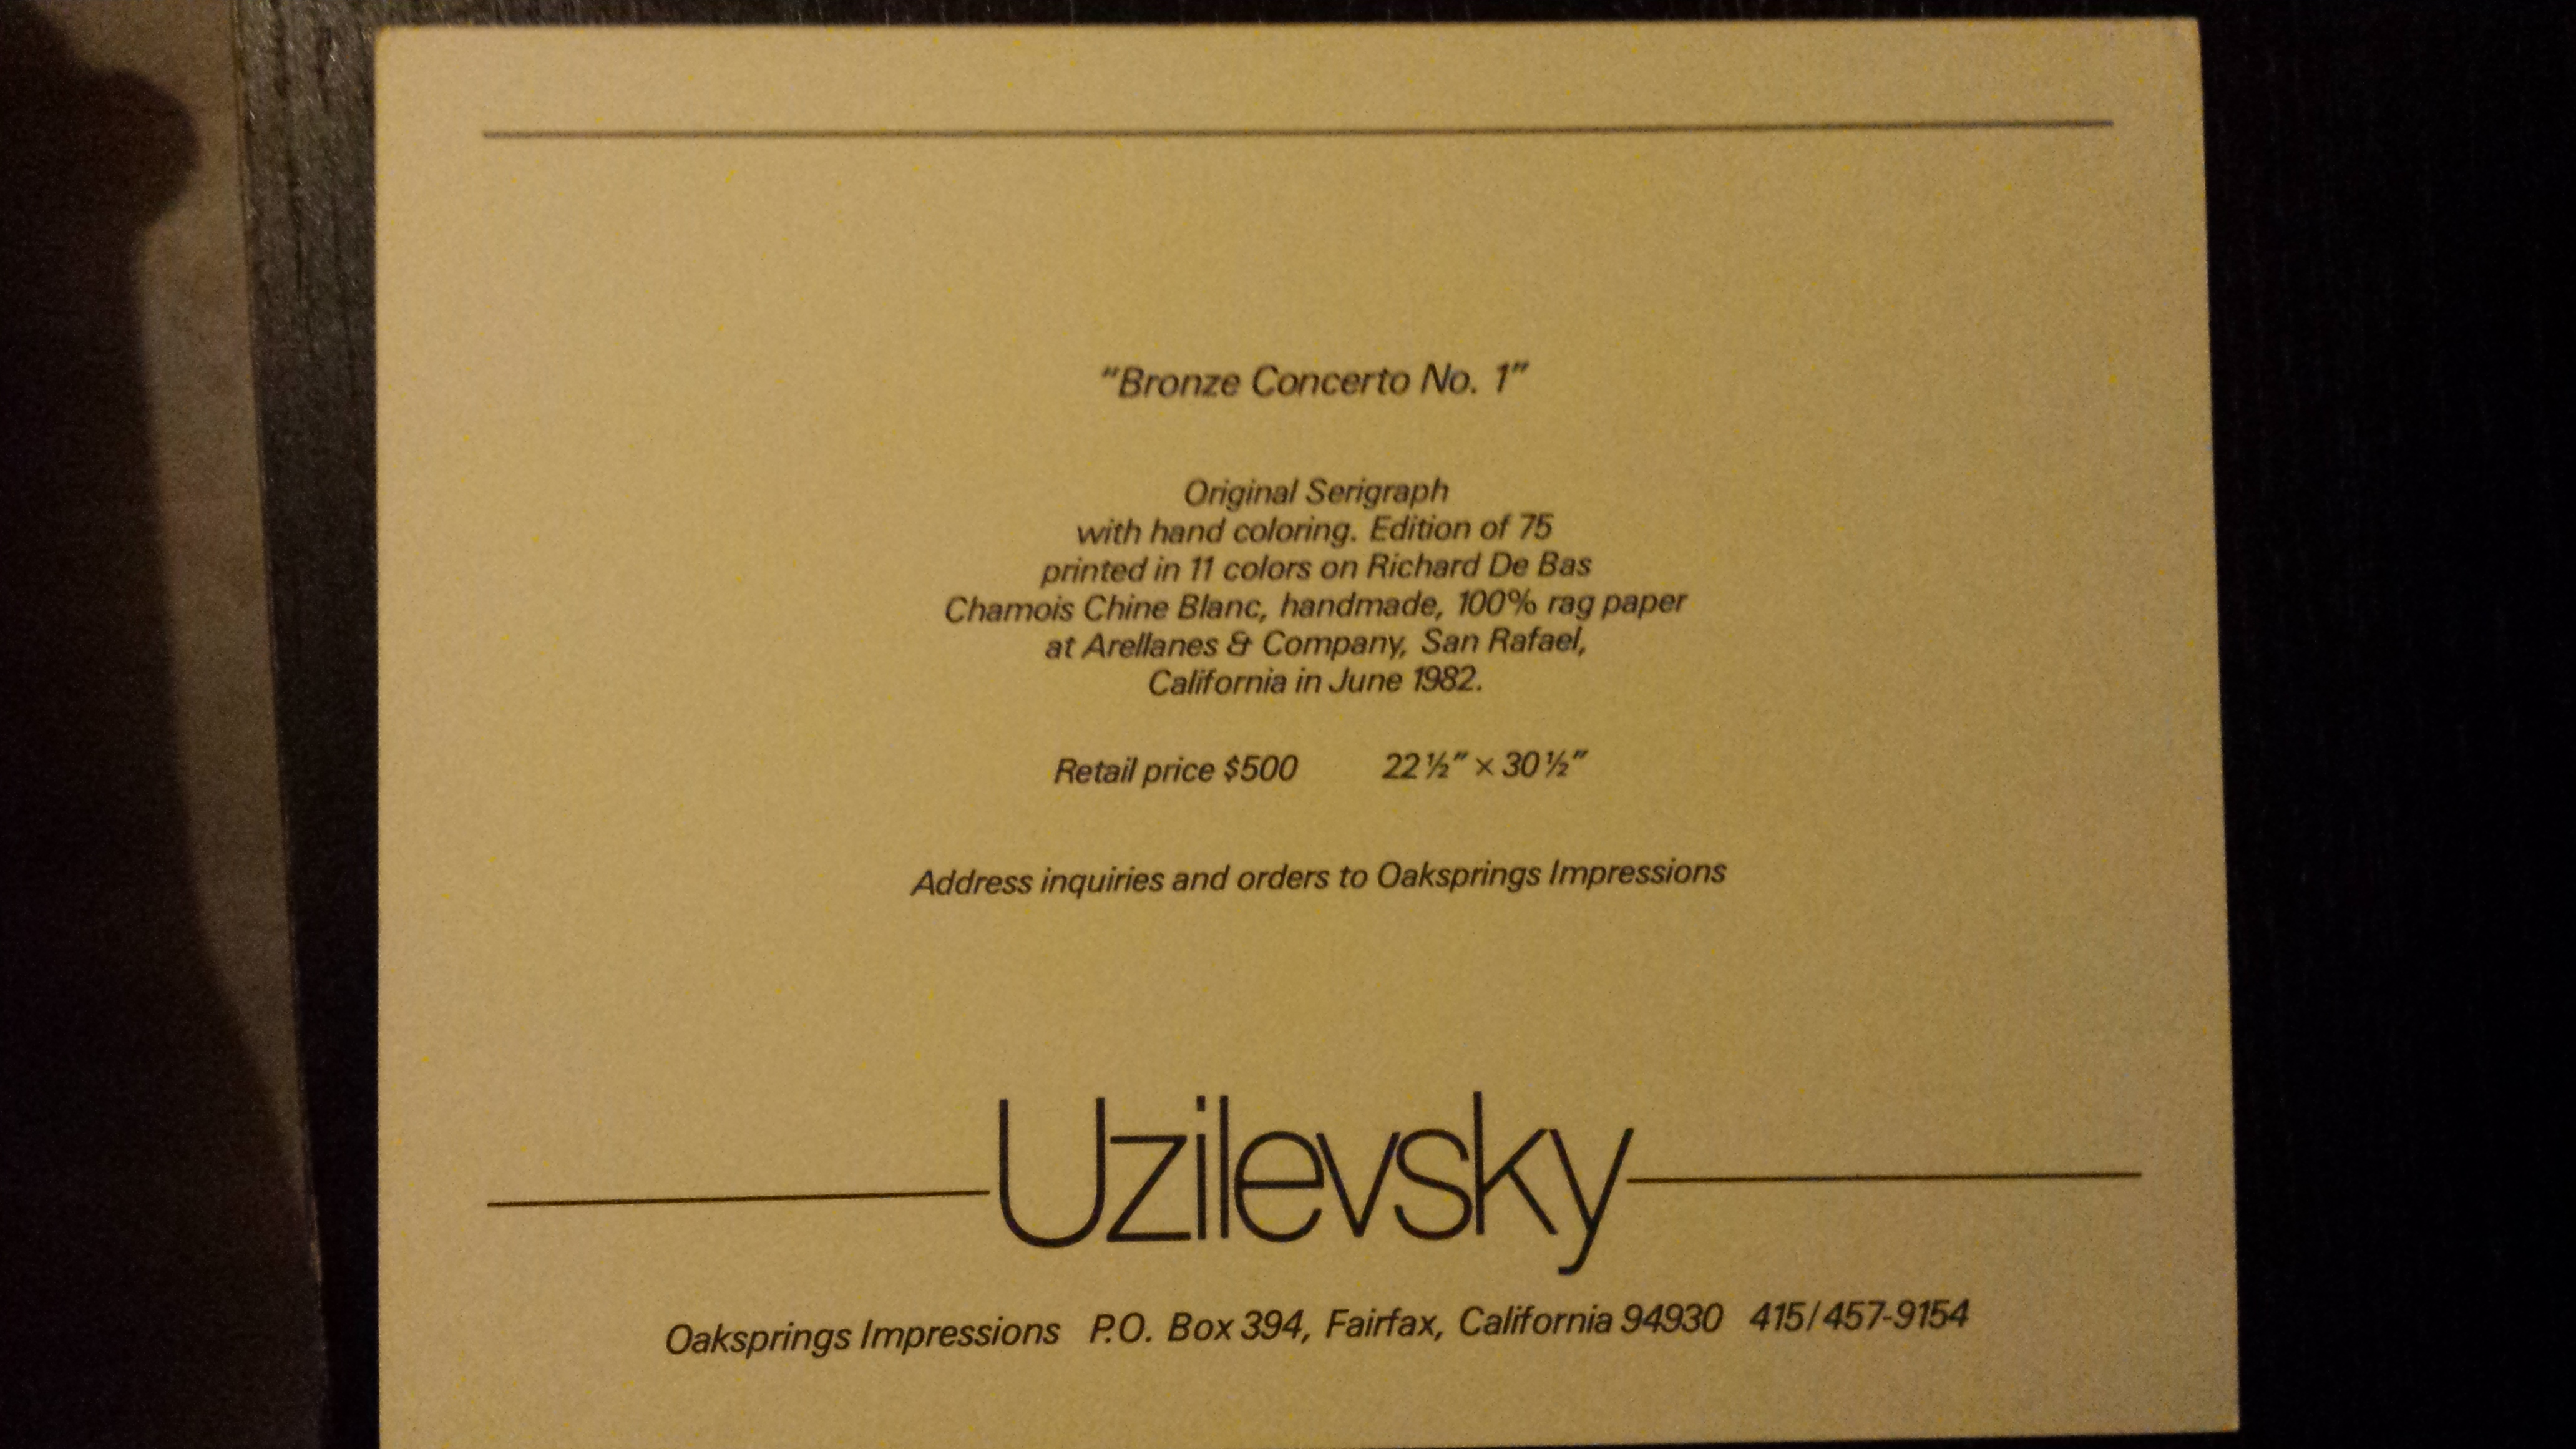 "Bronze Concerto No. 1"
Original Serigraph
with hand coloring. Edition of 75
printed in 11 colors on Richard De Bas
Chamois Chine Blanc, handmade, 100% rag paper
at Arellanes & Company, San Rafael,
California in June 1982.
Retail price $500 22½" × 30½"
Address inquiries and orders to Oaksprings Impressions
Uzilevsky
Oaksprings Impressions P.O. Box 394, Fairfax, California 94930 415/457-9154